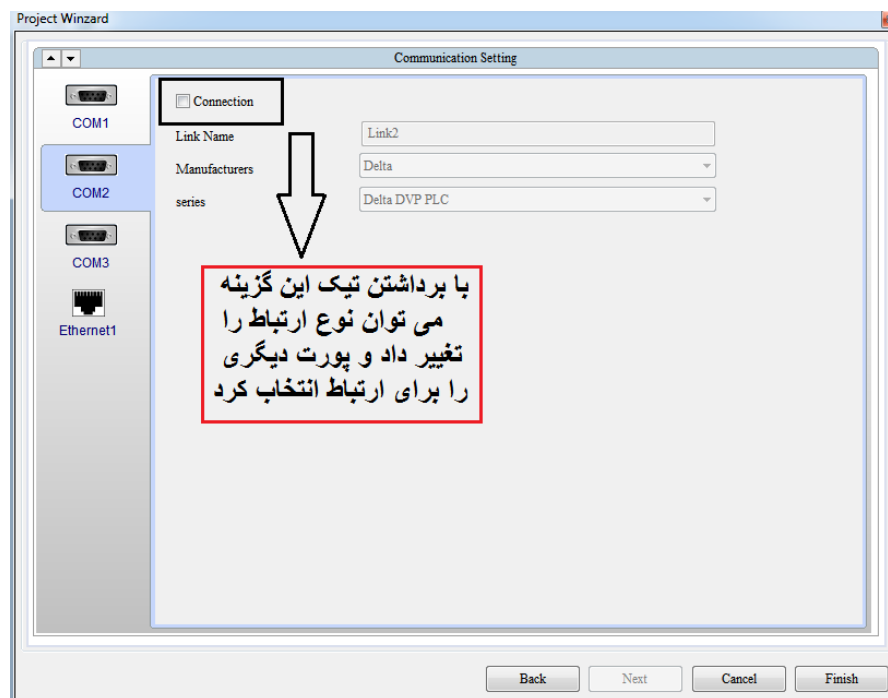 Project Winzard
Communication Setting
COM1
COM2
COM3
Ethernet1
Connection
Link Name
Link2
Manufacturers
Delta
series
Delta DVP PLC
با برداشتن تیک این گزینه
می توان نوع ارتباط را
تغییر داد و پورت دیگری
را برای ارتباط انتخاب کرد
Back
Next
Cancel
Finish